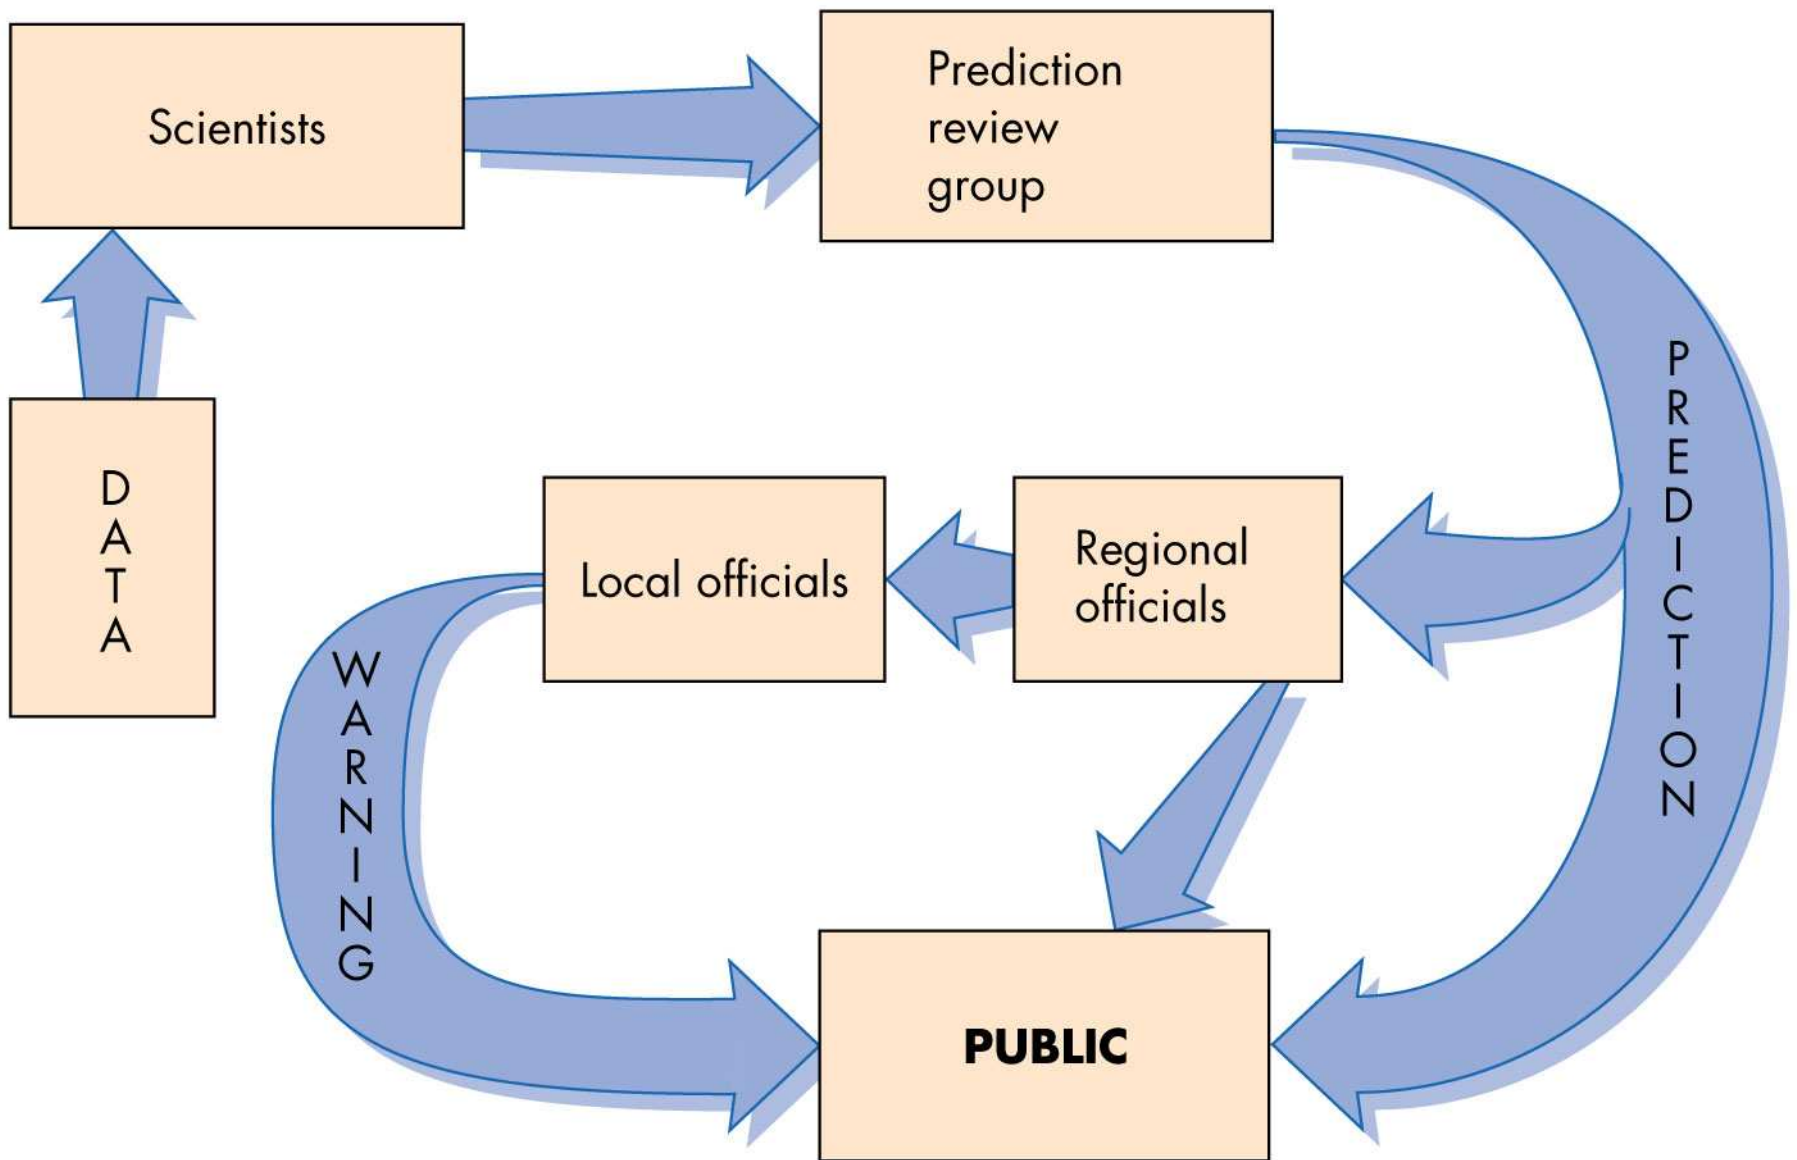 Scientists
Prediction
review
group
DATA
PREDICTION
Local officials
Regional
officials
WARNING
PUBLIC